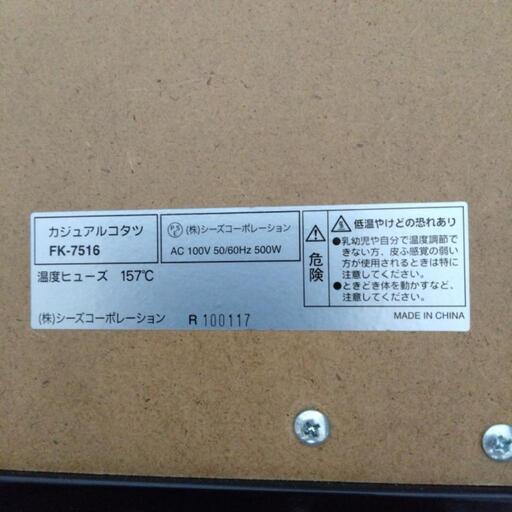 カジュアルコタツ
FK-7516
PSE (株)シーズコーポレーション
AC 100V 50/60Hz 500W
温度ヒューズ 157℃
(株)シーズコーポレーション R 100117
危険
低温やけどの恐れあり
●乳幼児や自分で温度調節で
きない方、皮ふ感覚の弱い
方が使用されるときは特に
注意してください。
●ときどき体を動かすなど、
注意してください。
MADE IN CHINA